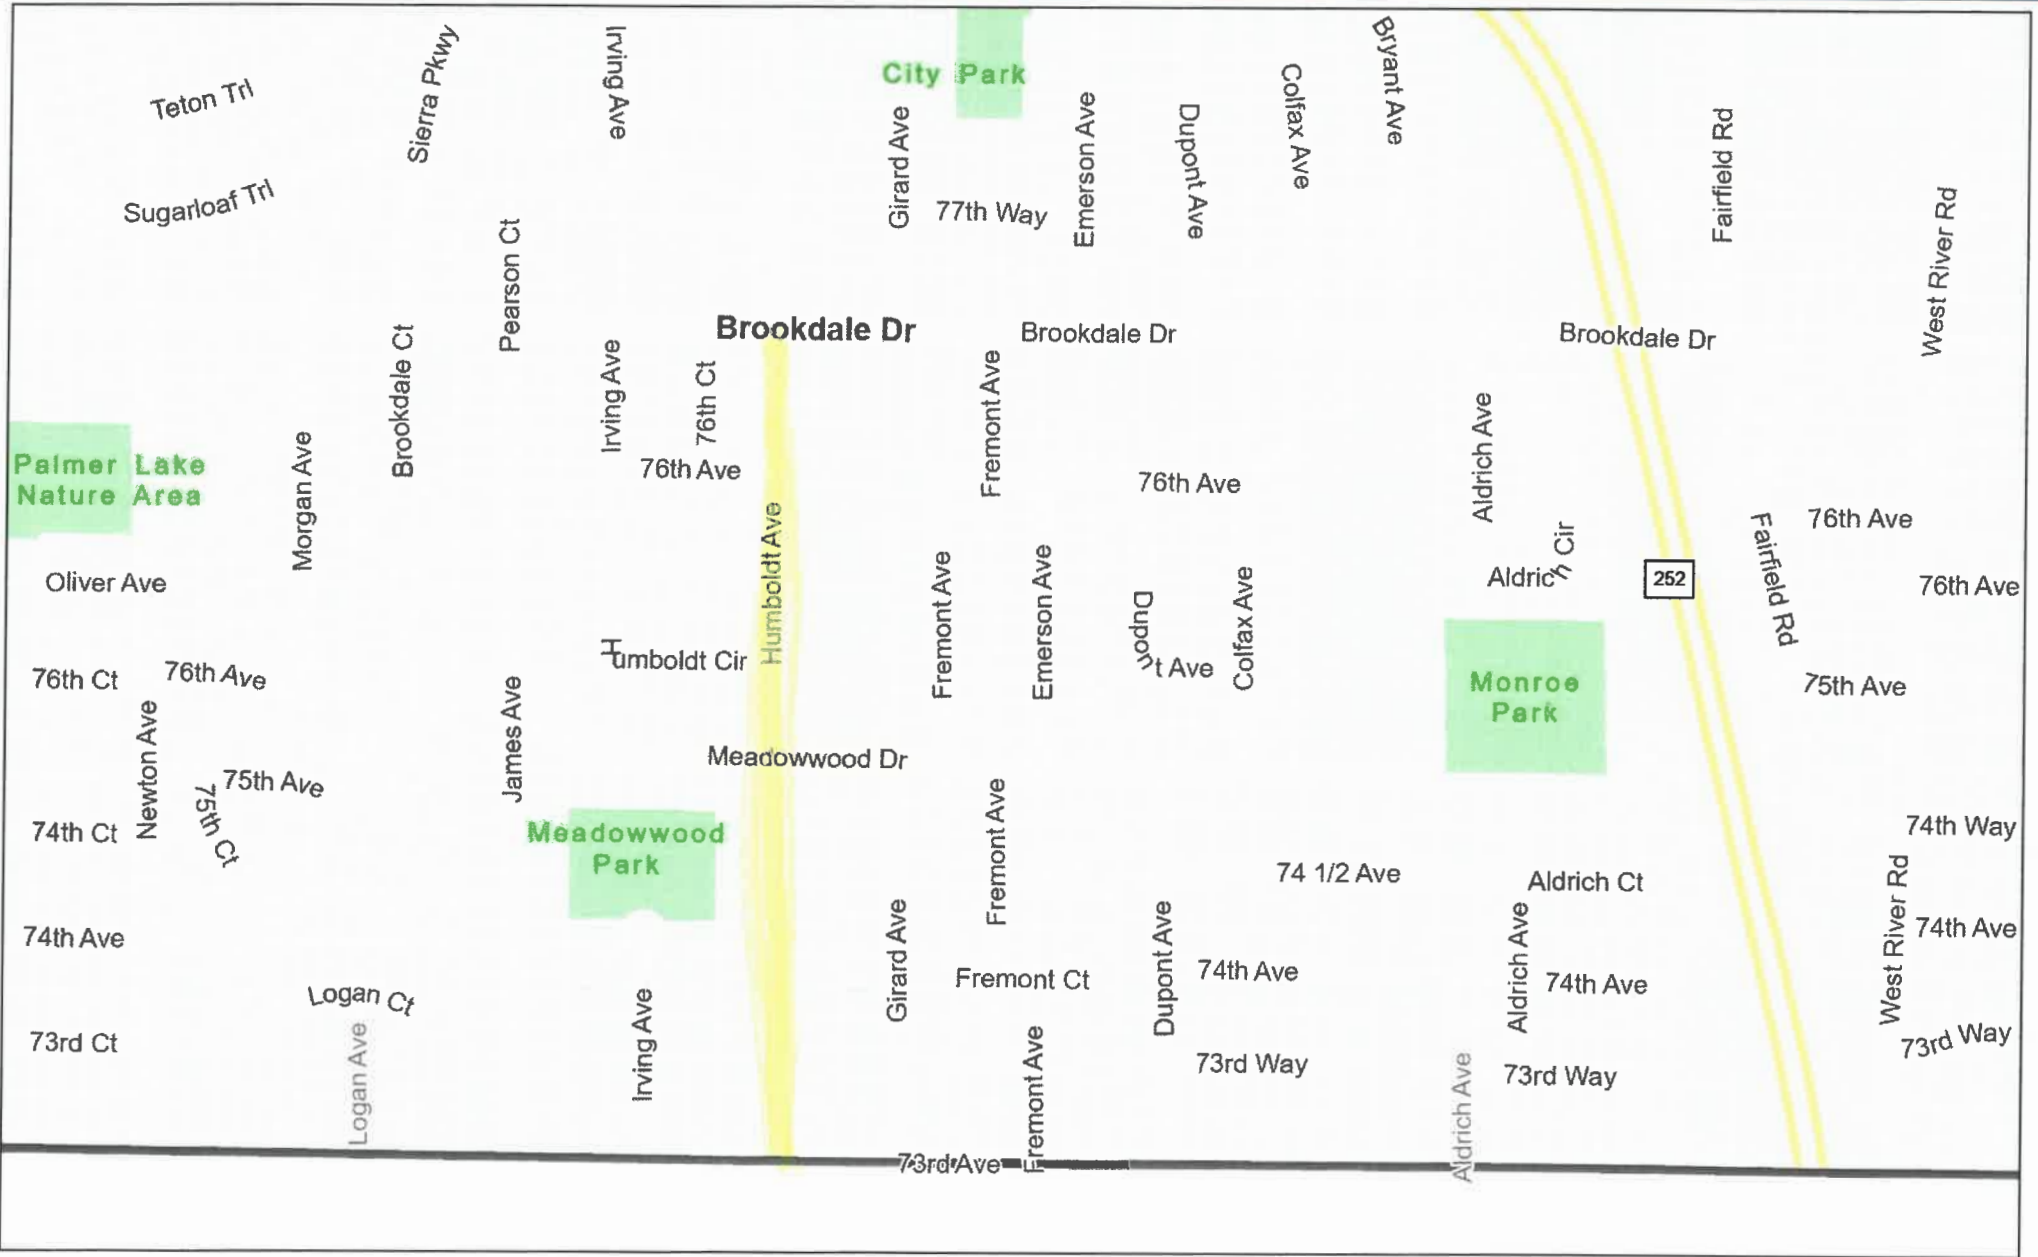 Teton Trl
Sierra Pkwy
Irving Ave
City Park
Bryant Ave
Colfax Ave
Girard Ave
Emerson Ave
Dupont Ave
Fairfield Rd
Sugarloaf Trl
77th Way
West River Rd
Pearson Ct
Brookdale Dr
Brookdale Dr
Brookdale Dr
Brookdale Ct
Irving Ave
76th Ct
Fremont Ave
Aldrich Ave
Palmer Lake
Nature Area
Morgan Ave
76th Ave
76th Ave
76th Ave
Humboldt Ave
Oliver Ave
Fremont Ave
Emerson Ave
Dupont Ave
Colfax Ave
Aldrich Cir
252
Fairfield Rd
76th Ave
Humboldt Cir
76th Ct
76th Ave
Monroe
Park
75th Ave
Newton Ave
James Ave
Meadowwood Dr
75th Ave
75th Ct
74th Ct
Meadowwood
Park
Fremont Ave
74th Way
74 1/2 Ave
Aldrich Ct
West River Rd
74th Ave
Girard Ave
Fremont Ct
Dupont Ave
74th Ave
Aldrich Ave
74th Ave
74th Ave
Logan Ct
Irving Ave
73rd Ct
Logan Ave
Fremont Ave
73rd Way
Aldrich Ave
73rd Way
73rd Way
73rd Ave